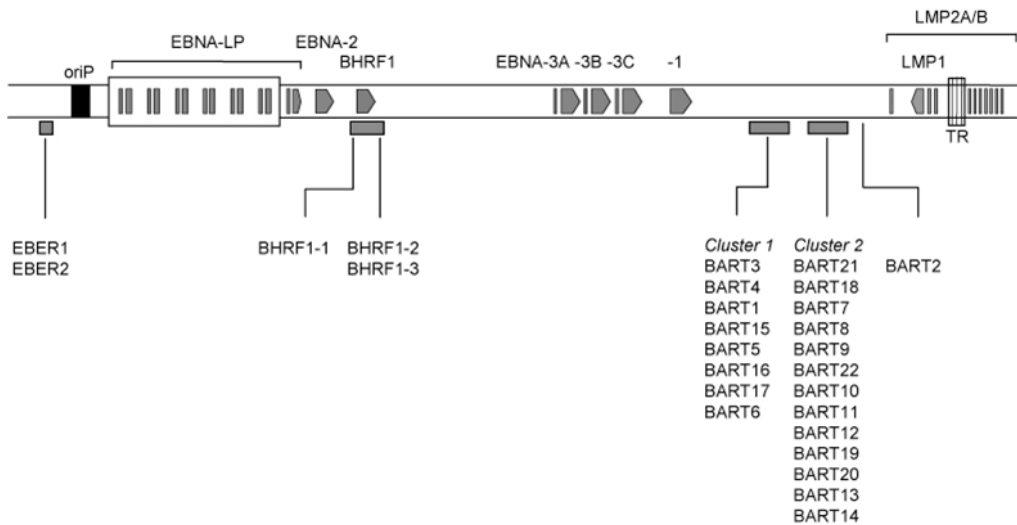 LMP2A/B
EBNA-LP EBNA-2
BHRF1 EBNA-3A -3B -3C -1 LMP1
oriP
TR
EBER1
EBER2
BHRF1-1
BHRF1-2
BHRF1-3
Cluster 1
BART3
BART4
BART1
BART15
BART5
BART16
BART17
BART6
Cluster 2
BART21
BART18
BART7
BART8
BART9
BART22
BART10
BART11
BART12
BART19
BART20
BART13
BART14
BART2